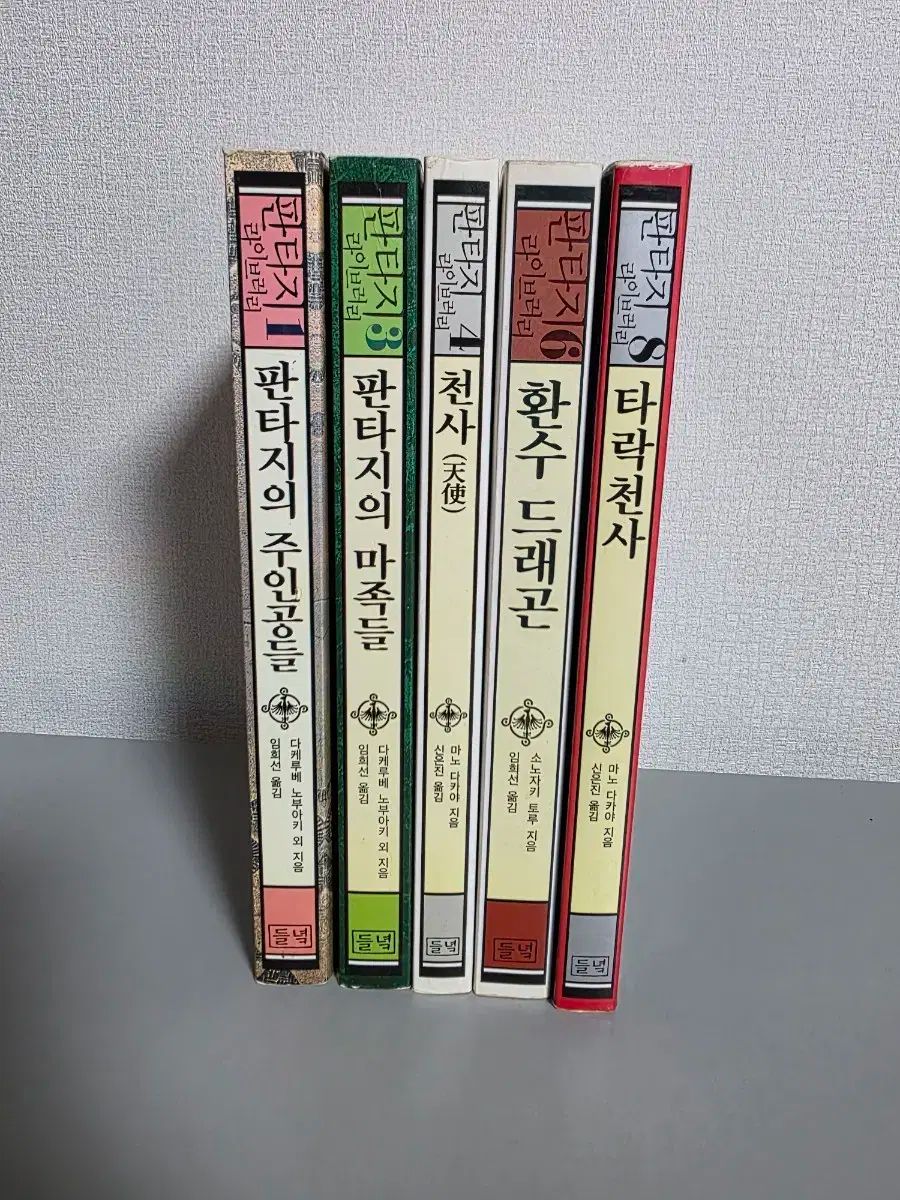 판타지
라이브러리
1
판타지의 주인공들
다케루베 노부아키 외 지음
임희선 옮김
들녘
판타지
라이브러리
3
판타지의 마족들
다케루베 노부아키 외 지음
임희선 옮김
들녘
판타지
라이브러리
4
천사(天使)
마노 다카야 지음
신은진 옮김
들녘
판타지
라이브러리
6
환수 드래곤
소노자키 토루 지음
임희선 옮김
들녘
판타지
라이브러리
8
타락천사
마노 다카야 지음
신은진 옮김
들녘